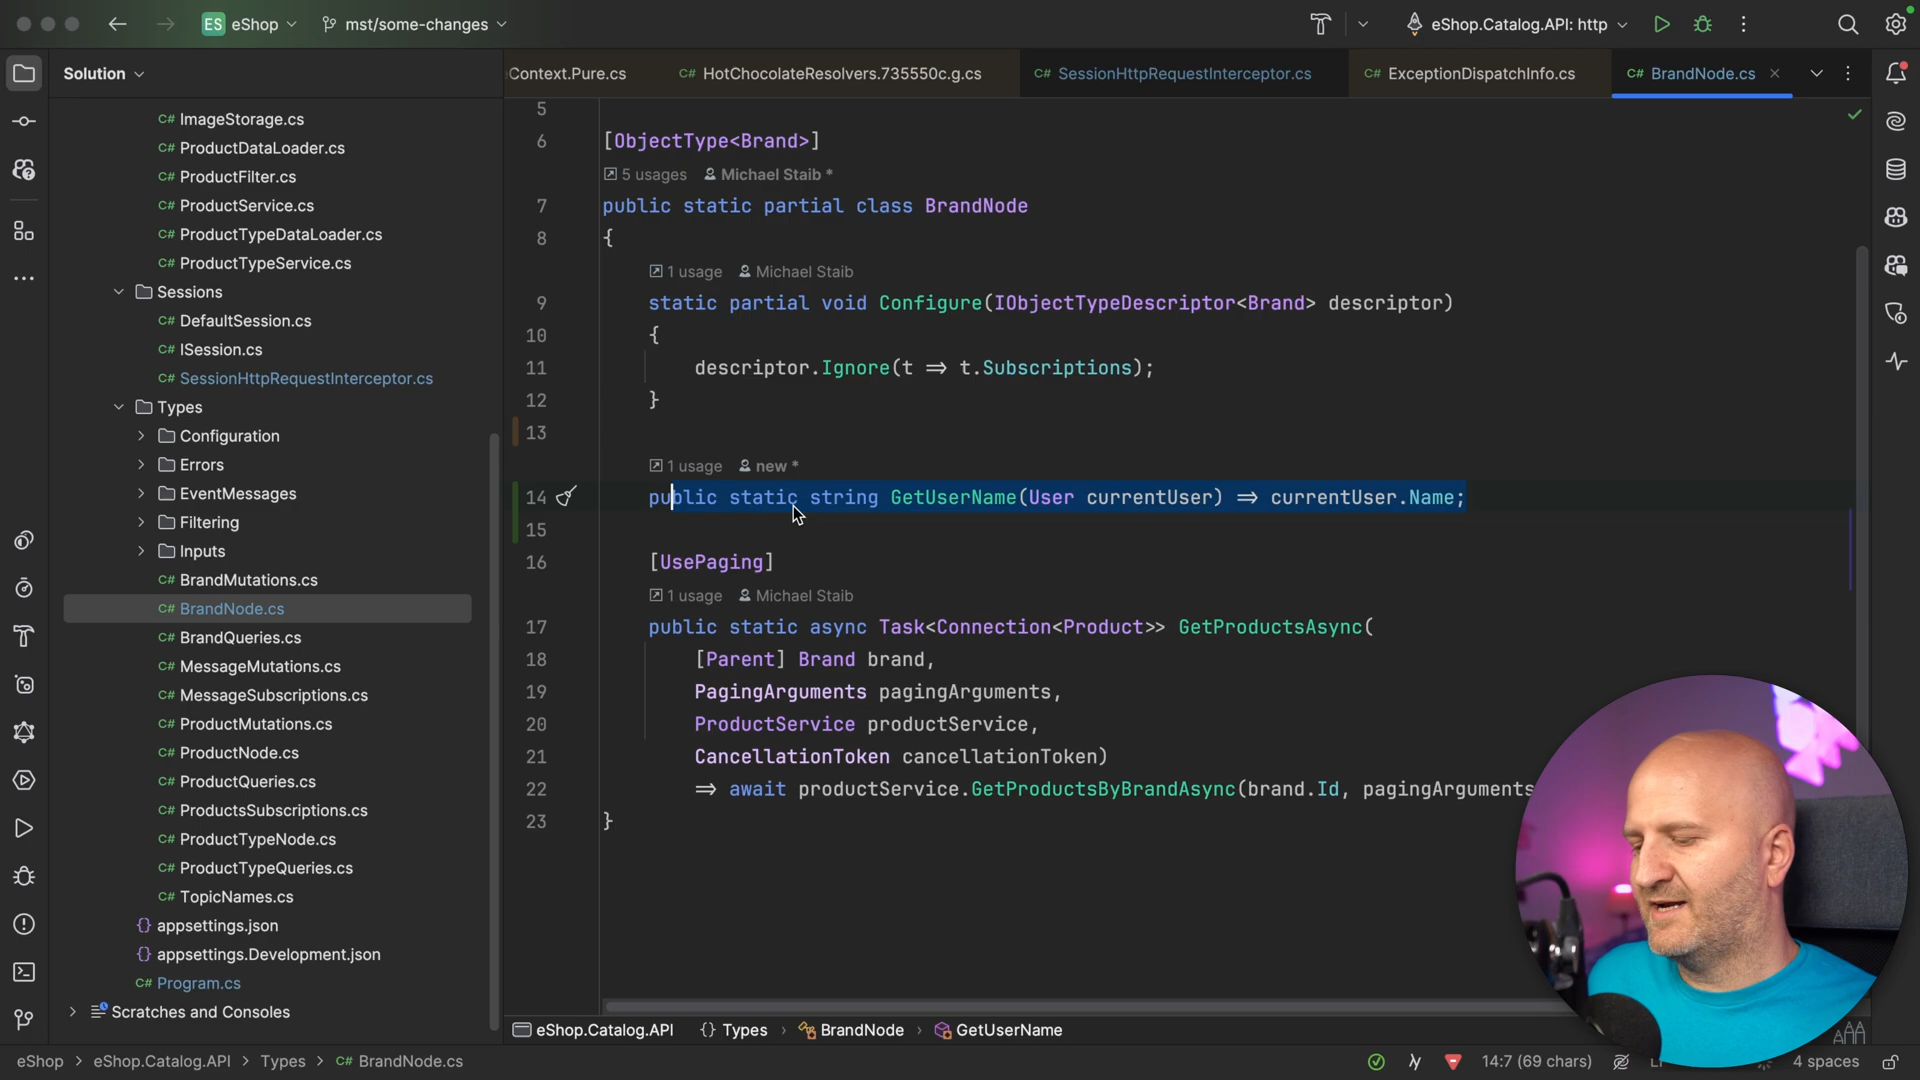 ES eShop
mst/some-changes
eShop.Catalog.API: http
Solution
Context.Pure.cs
C# HotChocolateResolvers.735550c.g.cs
C# SessionHttpRequestInterceptor.cs
C# ExceptionDispatchInfo.cs
C# BrandNode.cs
C# ImageStorage.cs
C# ProductDataLoader.cs
C# ProductFilter.cs
C# ProductService.cs
C# ProductTypeDataLoader.cs
C# ProductTypeService.cs
Sessions
C# DefaultSession.cs
C# ISession.cs
C# SessionHttpRequestInterceptor.cs
Types
Configuration
Errors
EventMessages
Filtering
Inputs
C# BrandMutations.cs
C# BrandNode.cs
C# BrandQueries.cs
C# MessageMutations.cs
C# MessageSubscriptions.cs
C# ProductMutations.cs
C# ProductNode.cs
C# ProductQueries.cs
C# ProductsSubscriptions.cs
C# ProductTypeNode.cs
C# ProductTypeQueries.cs
C# TopicNames.cs
{} appsettings.json
{} appsettings.Development.json
C# Program.cs
Scratches and Consoles
5
6 [ObjectType<Brand>]
5 usages Michael Staib *
7 public static partial class BrandNode
8 {
1 usage Michael Staib
9 static partial void Configure(IObjectTypeDescriptor<Brand> descriptor)
10 {
11 descriptor.Ignore(t => t.Subscriptions);
12 }
13
1 usage new *
14 public static string GetUserName(User currentUser) => currentUser.Name;
15
16 [UsePaging]
1 usage Michael Staib
17 public static async Task<Connection<Product>> GetProductsAsync(
18 [Parent] Brand brand,
19 PagingArguments pagingArguments,
20 ProductService productService,
21 CancellationToken cancellationToken)
22 => await productService.GetProductsByBrandAsync(brand.Id, pagingArguments
23 }
eShop.Catalog.API {} Types › BrandNode › GetUserName
eShop › eShop.Catalog.API › Types › C# BrandNode.cs
14:7 (69 chars)
4 spaces